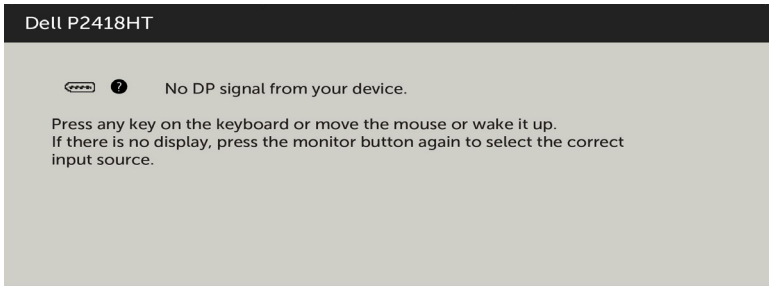 Dell P2418HT
? No DP signal from your device.
Press any key on the keyboard or move the mouse or wake it up.
If there is no display, press the monitor button again to select the correct
input source.